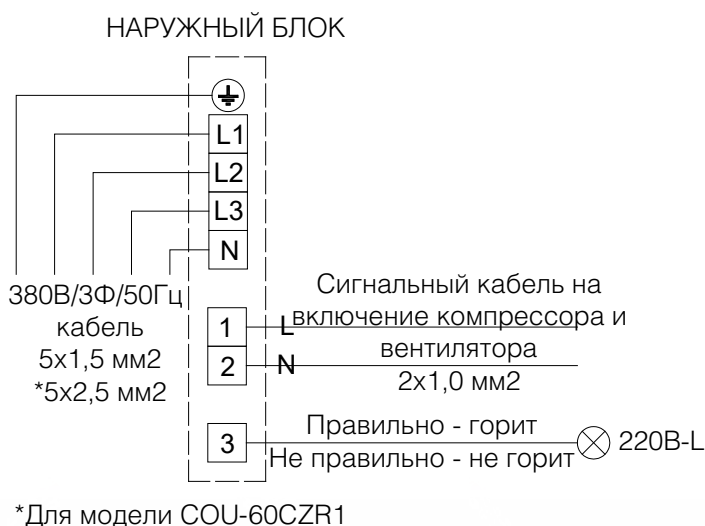 НАРУЖНЫЙ БЛОК
L1
L2
L3
N
380В/3Ф/50Гц
кабель
5х1,5 мм2
*5х2,5 мм2
1
L
2
N
Сигнальный кабель на
включение компрессора и
вентилятора
2х1,0 мм2
3
Правильно - горит
Не правильно - не горит
220В-L
*Для модели COU-60CZR1